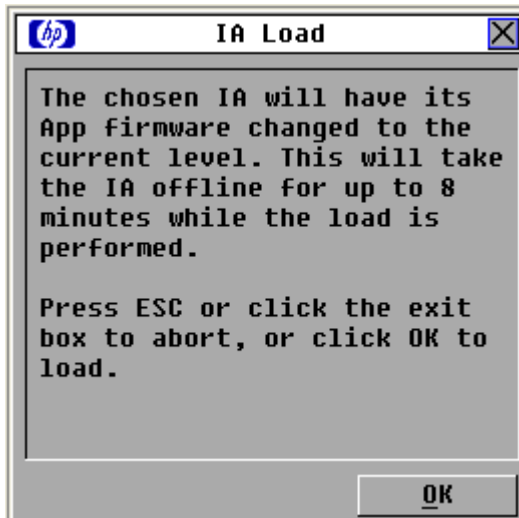 hp
IA Load
The chosen IA will have its
App firmware changed to the
current level. This will take
the IA offline for up to 8
minutes while the load is
performed.
Press ESC or click the exit
box to abort, or click OK to
load.
OK